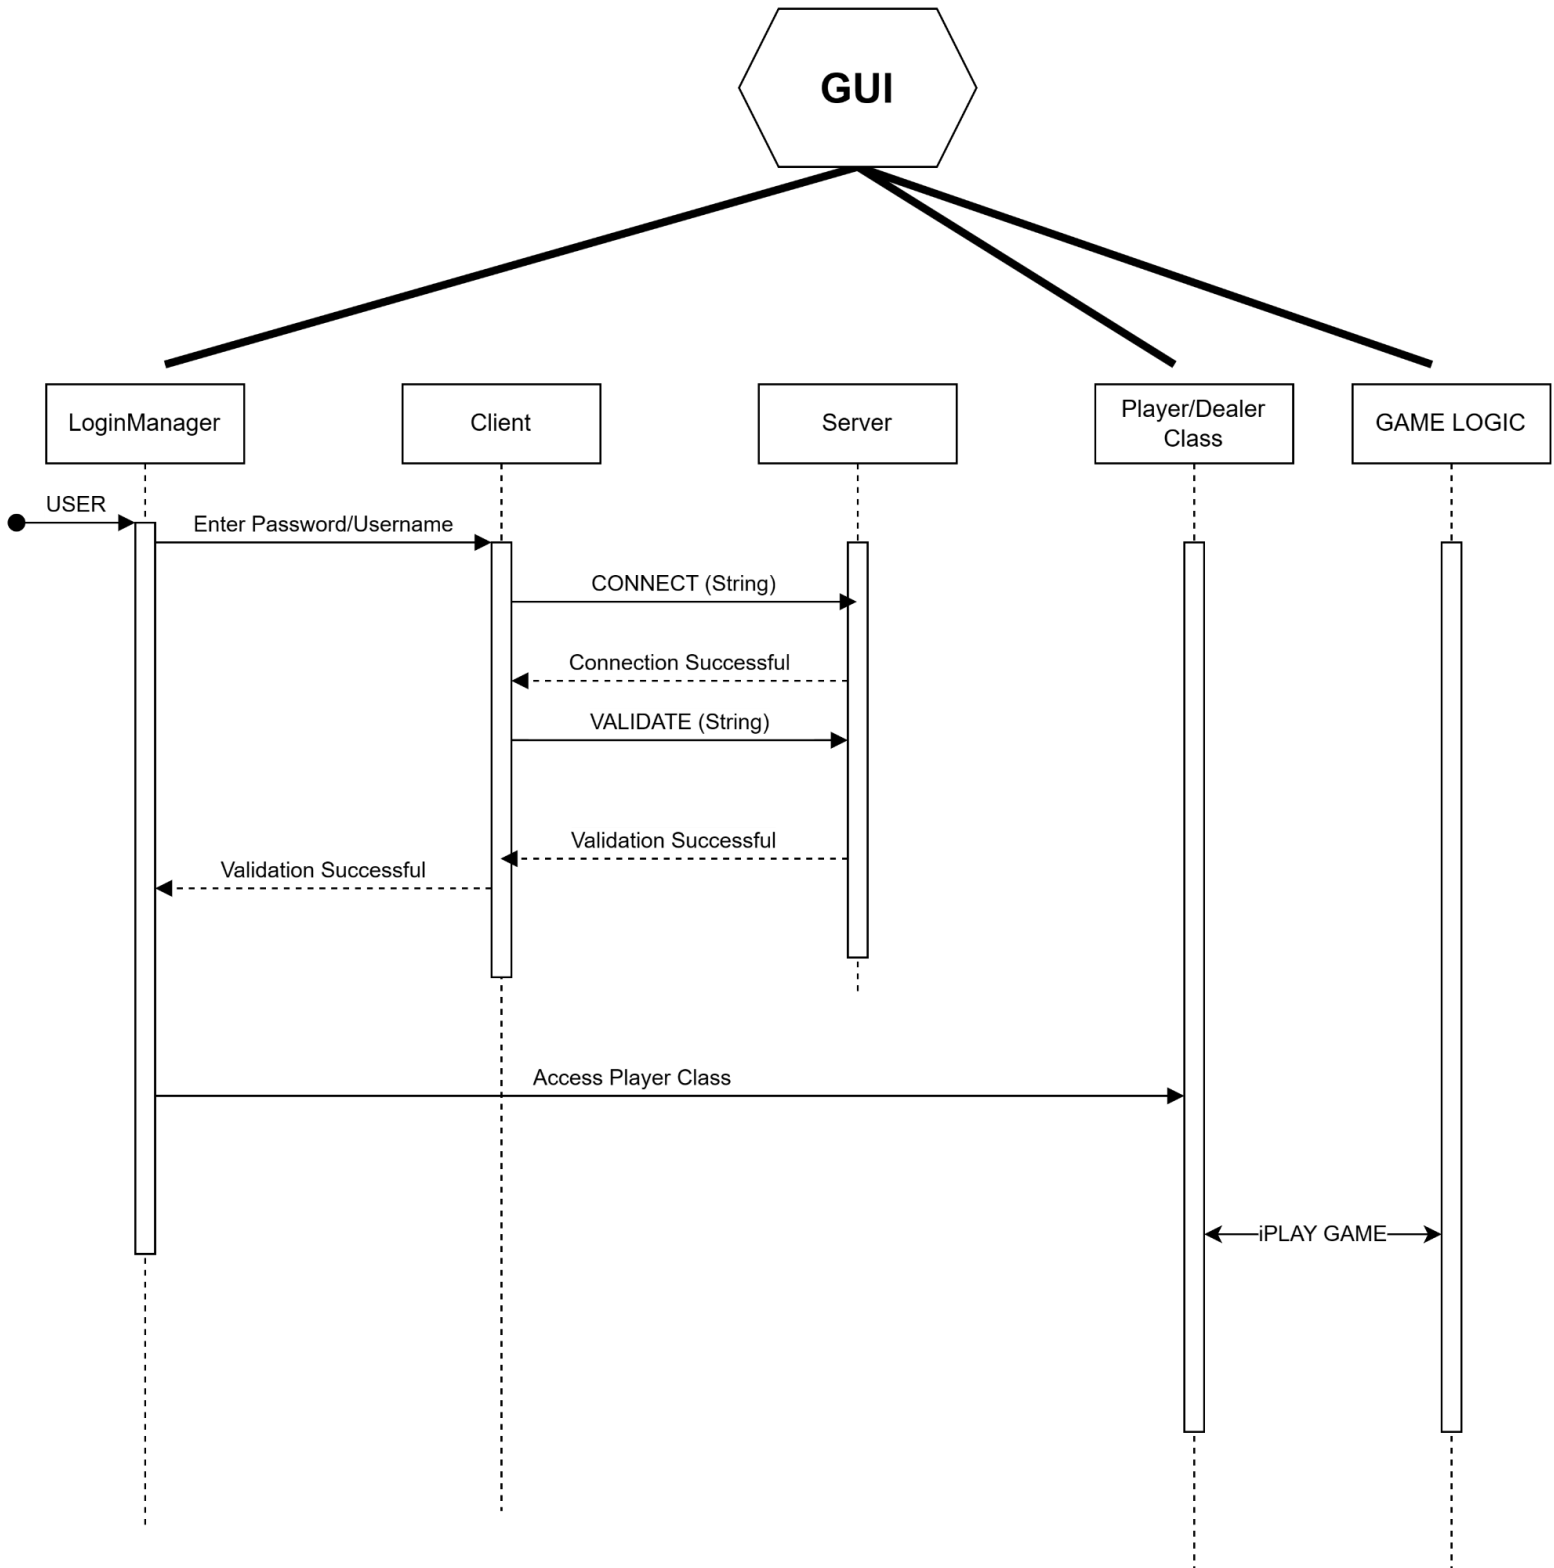 GUI
LoginManager
Client
Server
Player/Dealer
Class
GAME LOGIC
USER
Enter Password/Username
CONNECT (String)
Connection Successful
VALIDATE (String)
Validation Successful
Validation Successful
Access Player Class
iPLAY GAME